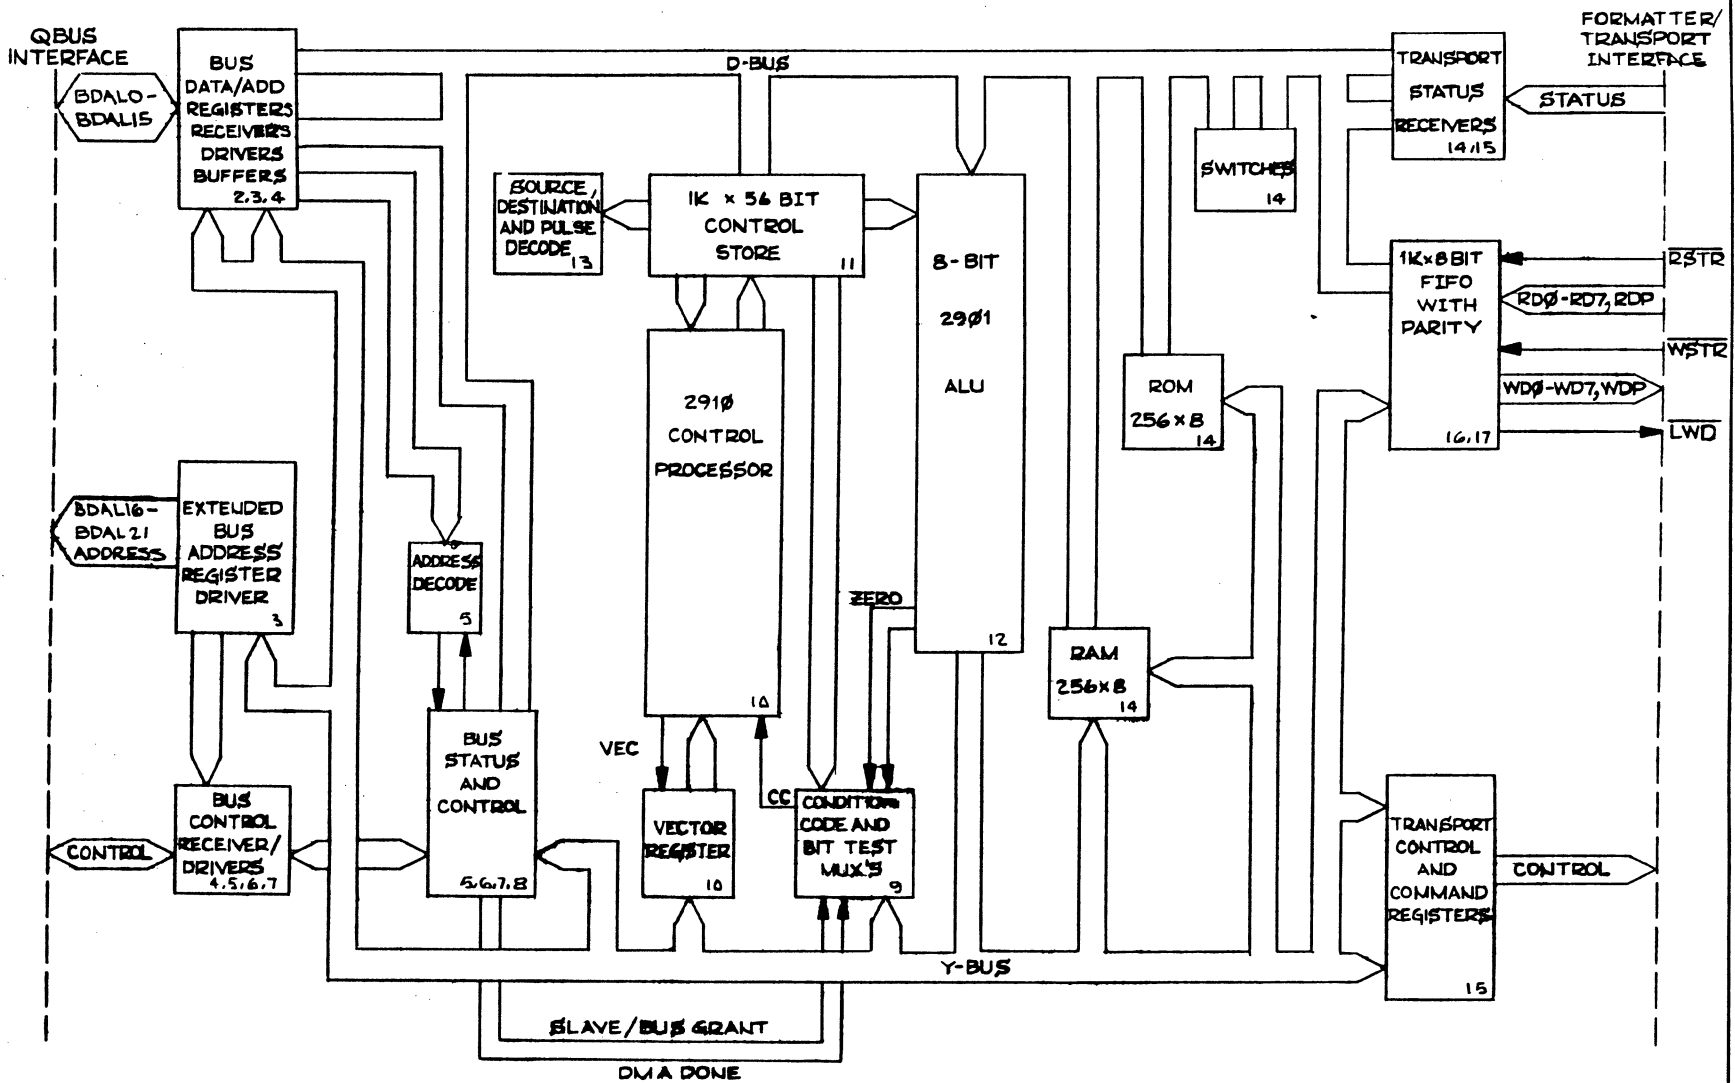 QBUS
INTERFACE
BDAL0-
BDAL15
BUS
DATA/ADD
REGISTERS
RECEIVERS
DRIVERS
BUFFERS
2,3,4
D-BUS
FORMATTER/
TRANSPORT
INTERFACE
TRANSPORT
STATUS
RECEIVERS
14,15
STATUS
SWITCHES
14
SOURCE,
DESTINATION
AND PULSE
DECODE
13
1K x 56 BIT
CONTROL
STORE
11
8-BIT
29Ø1
ALU
12
1Kx8 BIT
FIFO
WITH
PARITY
16,17
RSTR
RDØ-RD7, RDP
WSTR
WDØ-WD7, WDP
LWD
291Ø
CONTROL
PROCESSOR
10
ROM
256x8
14
BDAL16-
BDAL21
ADDRESS
EXTENDED
BUS
ADDRESS
REGISTER
DRIVER
3
ADDRESS
DECODE
5
ZERO
RAM
256x8
14
BUS
STATUS
AND
CONTROL
5,6,7,8
VEC
CC
CONTROL
BUS
CONTROL
RECEIVER/
DRIVERS
4,5,6,7
VECTOR
REGISTER
10
CONDITION
CODE AND
BIT TEST
MUX'S
9
TRANSPORT
CONTROL
AND
COMMAND
REGISTERS
15
CONTROL
Y-BUS
SLAVE/BUS GRANT
DMA DONE